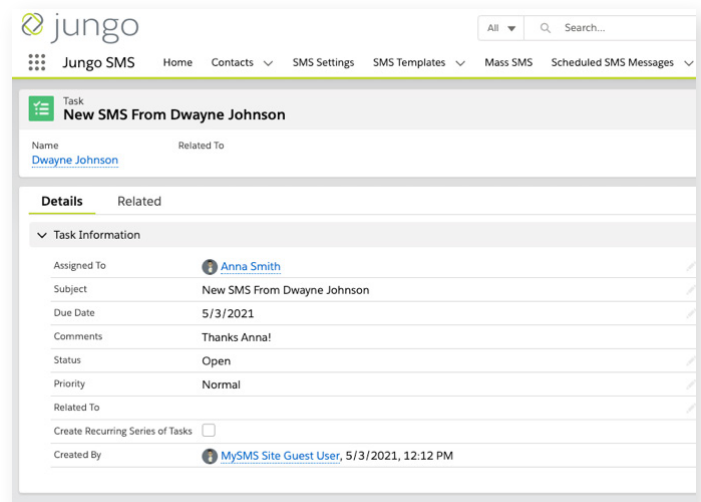 jungo
All
Search...
Jungo SMS Home Contacts SMS Settings SMS Templates Mass SMS Scheduled SMS Messages
Task
New SMS From Dwayne Johnson
Name Related To
Dwayne Johnson
Details Related
Task Information
Assigned To Anna Smith
Subject New SMS From Dwayne Johnson
Due Date 5/3/2021
Comments Thanks Anna!
Status Open
Priority Normal
Related To
Create Recurring Series of Tasks
Created By MySMS Site Guest User, 5/3/2021, 12:12 PM